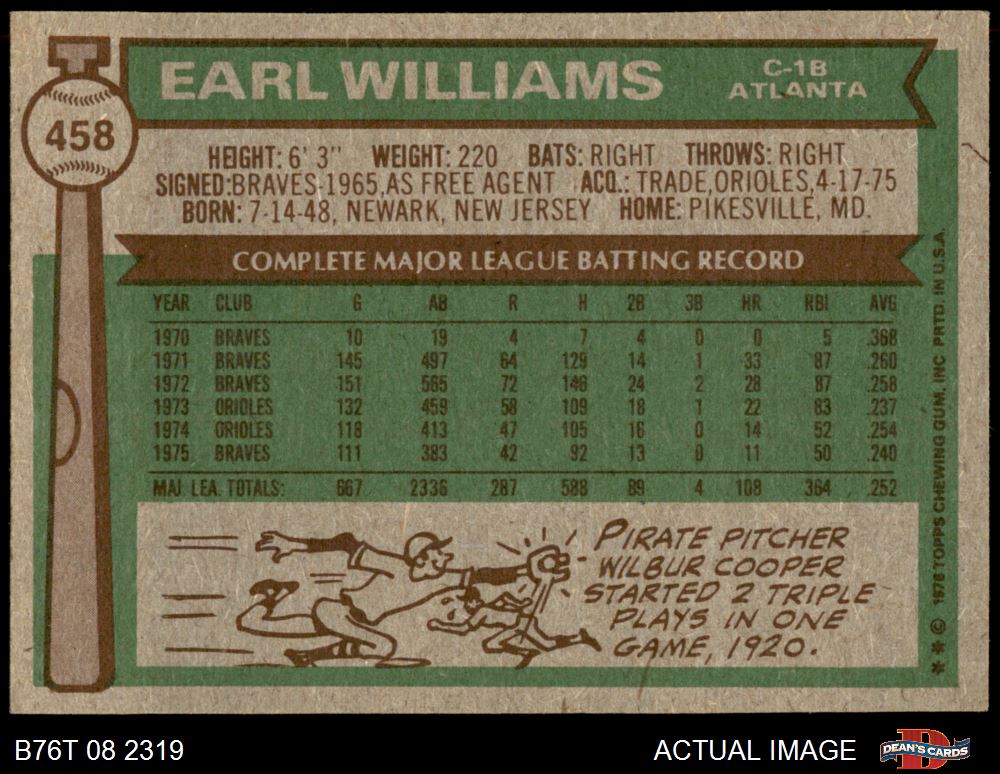 458
EARL WILLIAMS
C-1B
ATLANTA
HEIGHT: 6' 3" WEIGHT: 220 BATS: RIGHT THROWS: RIGHT
SIGNED: BRAVES-1965, AS FREE AGENT ACQ.: TRADE, ORIOLES, 4-17-75
BORN: 7-14-48, NEWARK, NEW JERSEY HOME: PIKESVILLE, MD.
COMPLETE MAJOR LEAGUE BATTING RECORD
YEAR CLUB G AB R H 2B 3B HR RBI AVG
1970 BRAVES 10 19 4 7 4 0 0 5 .368
1971 BRAVES 145 497 64 129 14 1 33 87 .260
1972 BRAVES 151 565 72 146 24 2 28 87 .258
1973 ORIOLES 132 459 58 109 18 1 22 83 .237
1974 ORIOLES 118 413 47 105 16 0 14 52 .254
1975 BRAVES 111 383 42 92 13 0 11 50 .240
MAJ. LEA. TOTALS: 667 2336 287 588 89 4 108 364 .252
PIRATE PITCHER
WILBUR COOPER
STARTED 2 TRIPLE
PLAYS IN ONE
GAME, 1920.
** © 1976 TOPPS CHEWING GUM, INC PRTD. IN U.S.A.
B76T 08 2319
ACTUAL IMAGE
DEAN'S CARDS